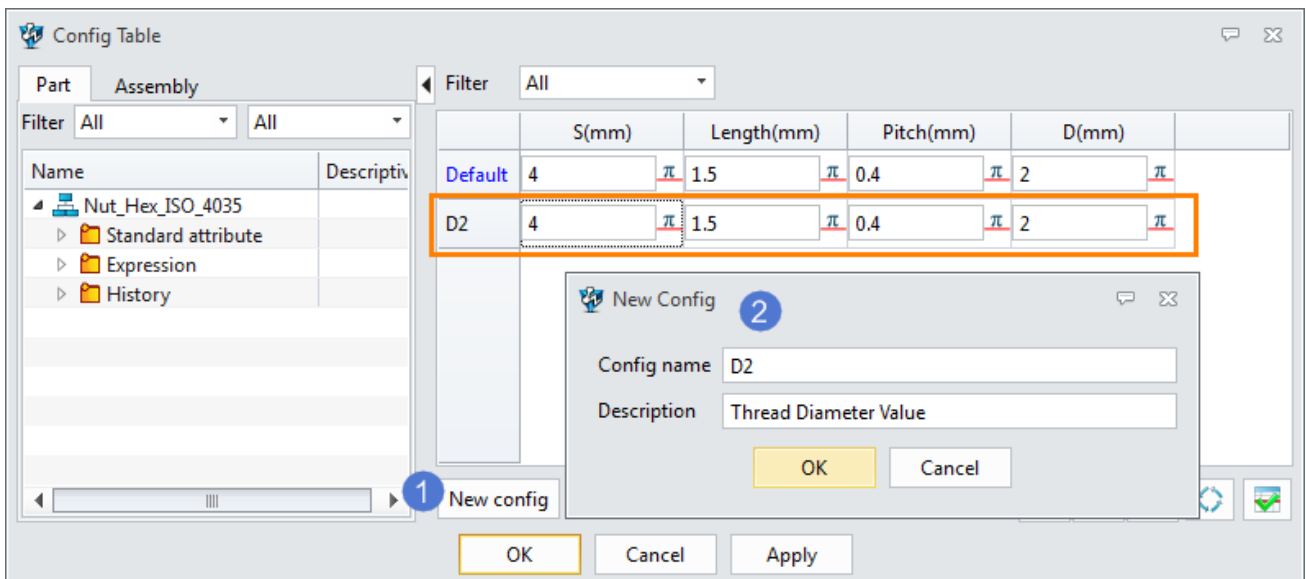 Config Table
Part Assembly
Filter All All
Name Descriptiv
Nut_Hex_ISO_4035
Standard attribute
Expression
History
Filter All
S(mm) Length(mm) Pitch(mm) D(mm)
Default 4 π 1.5 π 0.4 π 2 π
D2 4 π 1.5 π 0.4 π 2 π
New Config 2
Config name D2
Description Thread Diameter Value
OK Cancel
1 New config
OK Cancel Apply